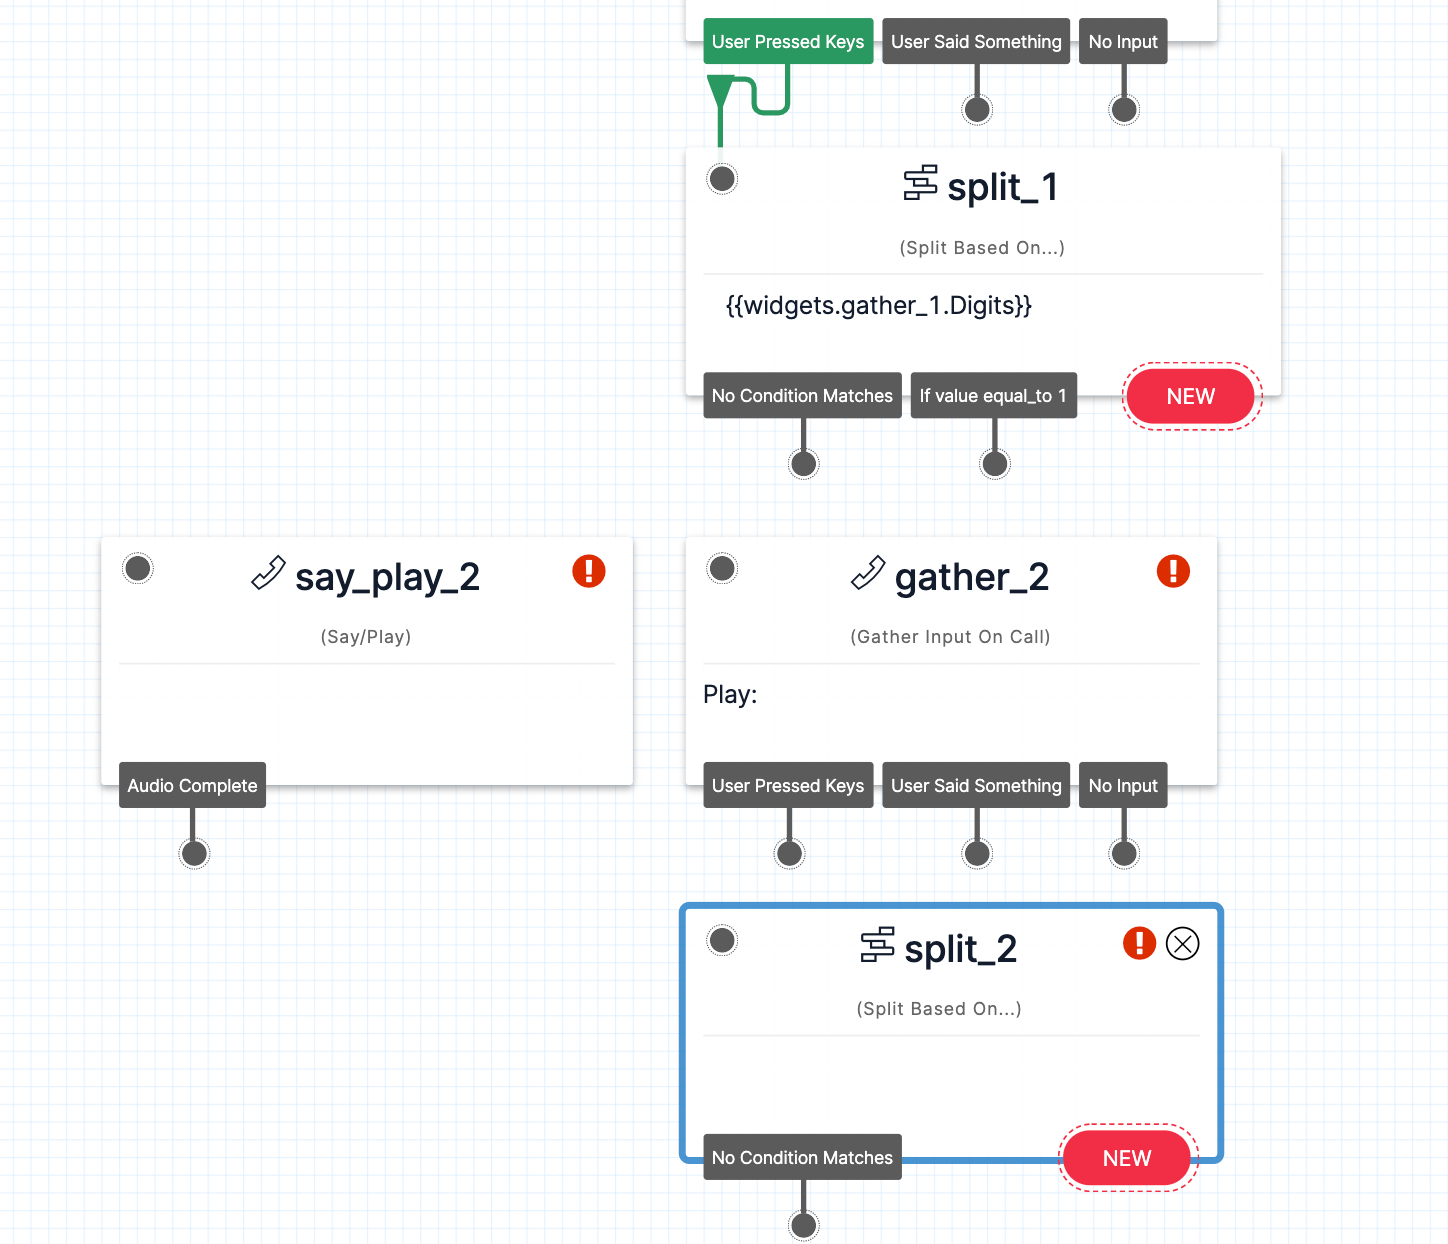 User Pressed Keys User Said Something No Input
split_1
(Split Based On...)
{{widgets.gather_1.Digits}}
No Condition Matches If value equal_to 1 NEW
say_play_2
(Say/Play)
Audio Complete
gather_2
(Gather Input On Call)
Play:
User Pressed Keys User Said Something No Input
split_2
(Split Based On...)
No Condition Matches NEW